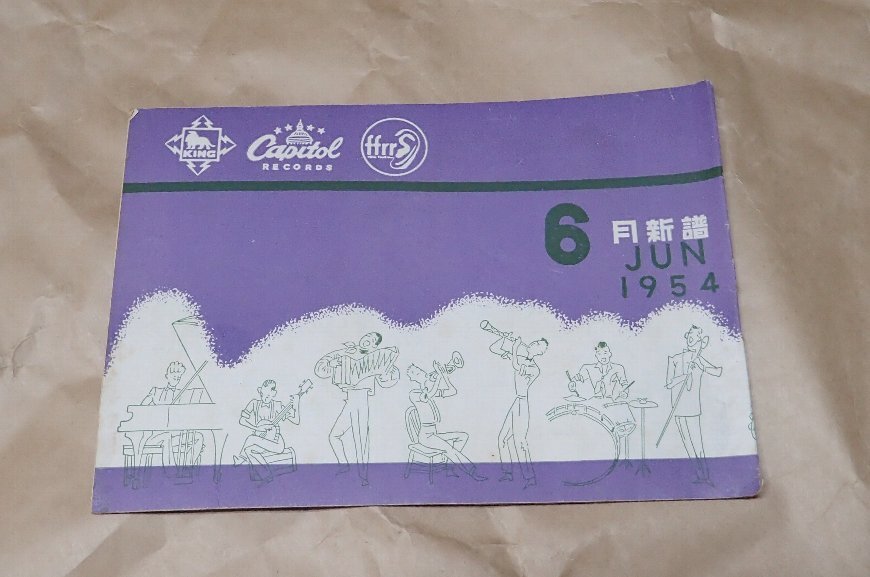 KING
Capitol
RECORDS
ffrr
6月新譜
JUN
1954